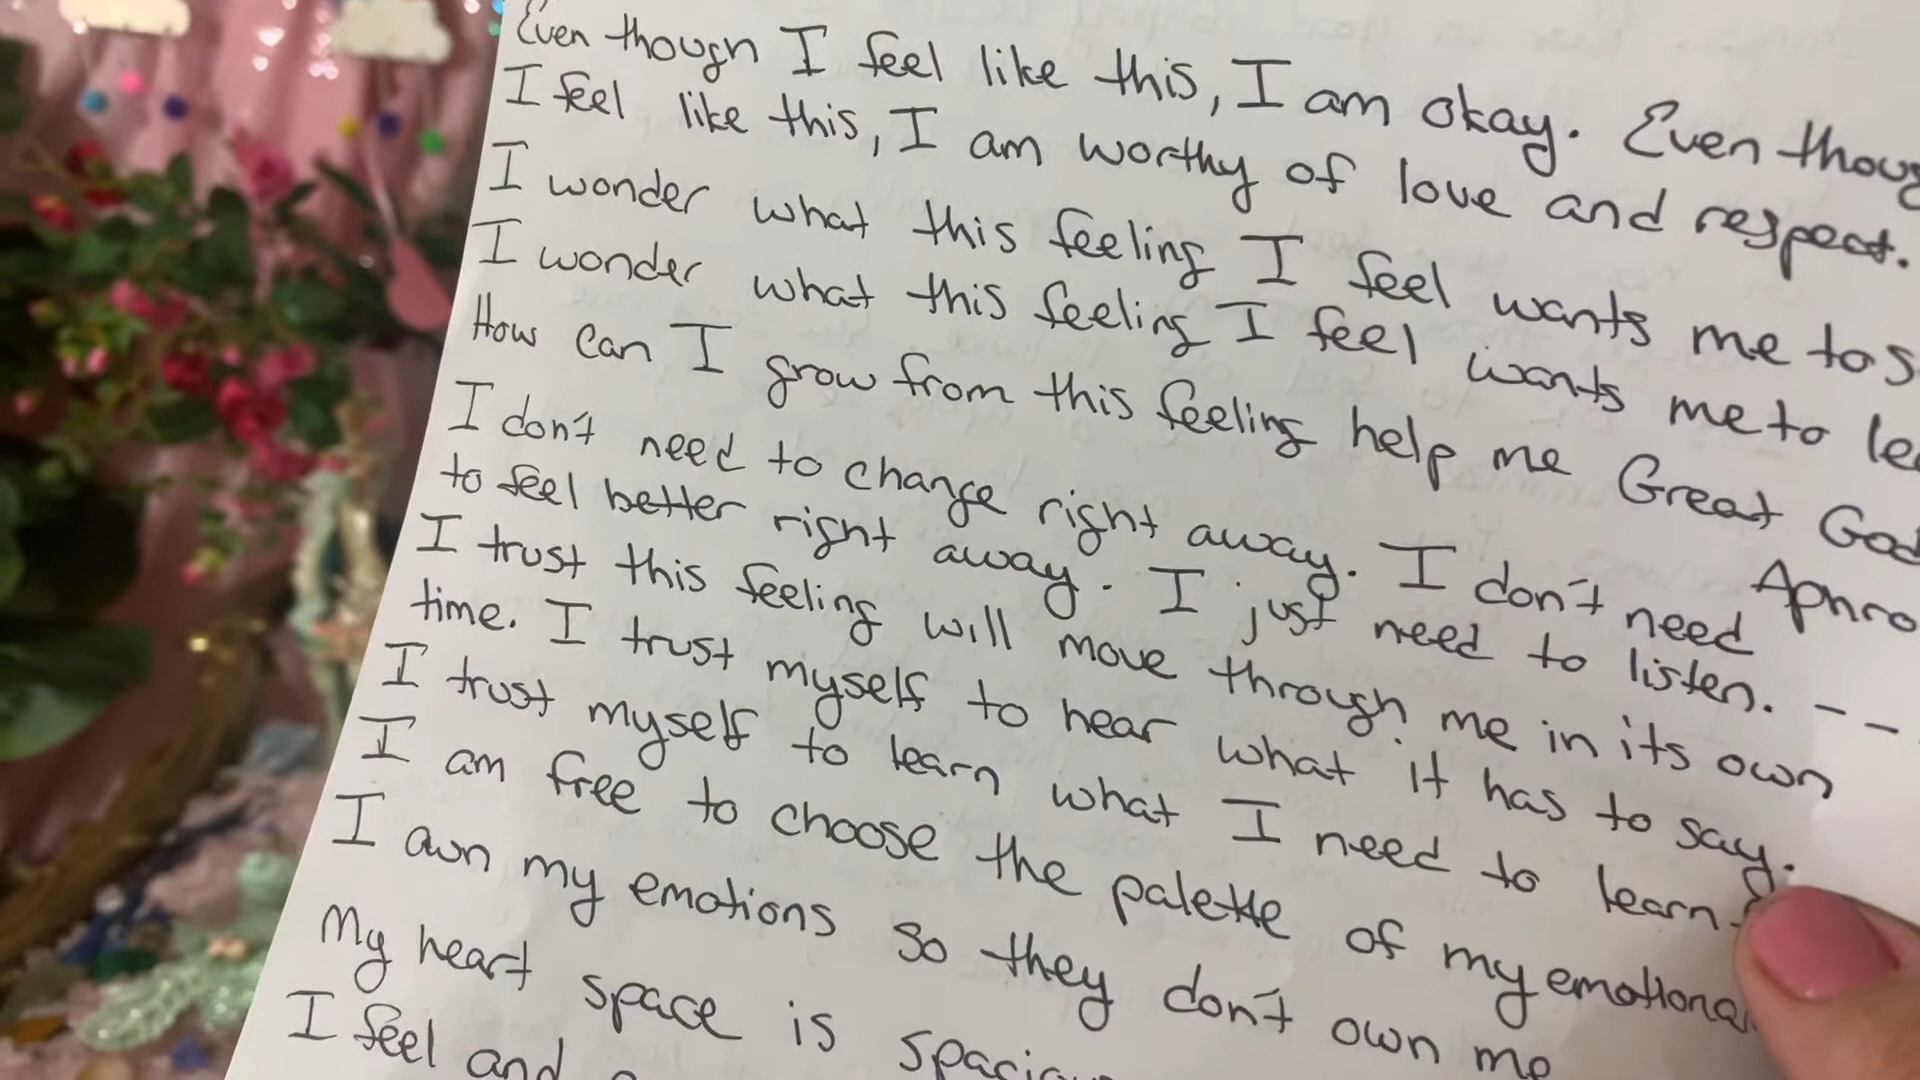 Even though I feel like this, I am okay. Even thoug
I feel like this, I am worthy of love and respect.
I wonder what this feeling I feel wants me to s
I wonder what this feeling I feel wants me to le
How can I grow from this feeling help me Great God
Aphro
I don't need to change right away. I don't need
to feel better right away. I just need to listen. - -
I trust this feeling will move through me in its own
time. I trust myself to hear what it has to say.
I trust myself to learn what I need to learn.
I am free to choose the palette of my emotiona
I own my emotions so they don't own me
My heart space is
I feel and